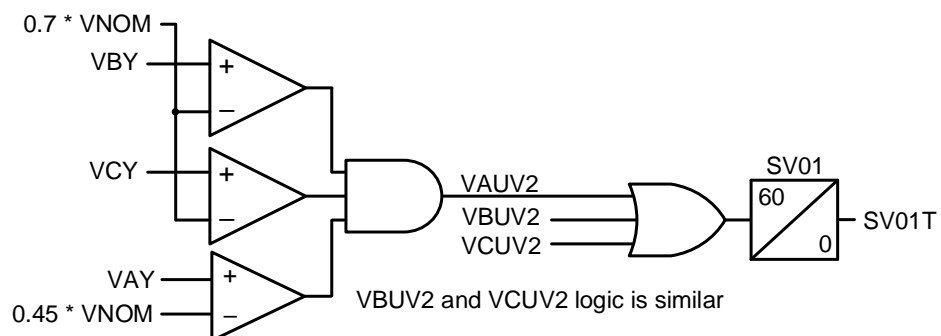 0.7 * VNOM
VBY
+
−
VCY
+
−
VAY
+
0.45 * VNOM
−
VAUV2
VBUV2
VCUV2
VBUV2 and VCUV2 logic is similar
SV01
60
0
SV01T